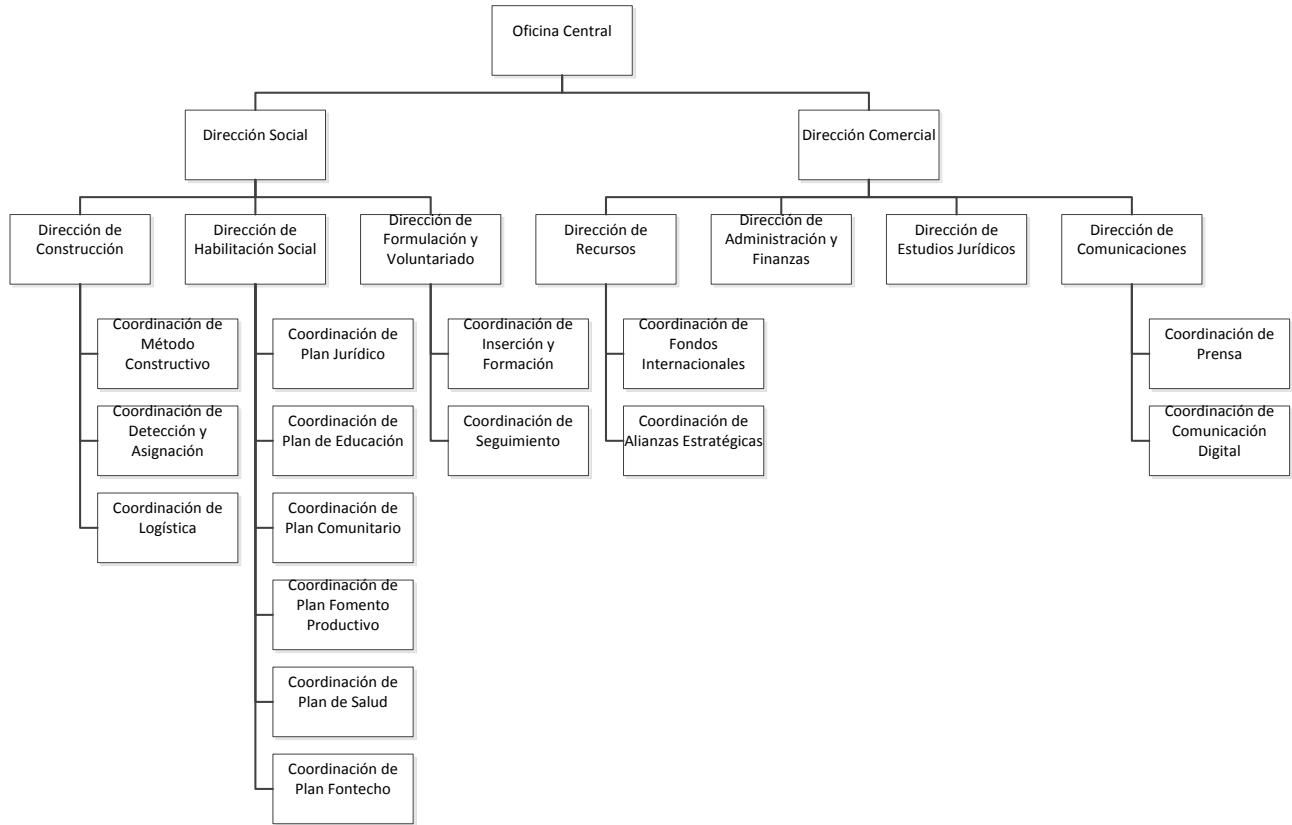 Oficina Central
Dirección Social
Dirección Comercial
Dirección de
Construcción
Dirección de
Habilitación Social
Dirección de
Formulación y
Voluntariado
Dirección de
Recursos
Dirección de
Administración y
Finanzas
Dirección de
Estudios Jurídicos
Dirección de
Comunicaciones
Coordinación de
Método
Constructivo
Coordinación de
Detección y
Asignación
Coordinación de
Logística
Coordinación de
Plan Jurídico
Coordinación de
Plan de Educación
Coordinación de
Plan Comunitario
Coordinación de
Plan Fomento
Productivo
Coordinación de
Plan de Salud
Coordinación de
Plan Fontecho
Coordinación de
Inserción y
Formación
Coordinación de
Seguimiento
Coordinación de
Fondos
Internacionales
Coordinación de
Alianzas Estratégicas
Coordinación de
Prensa
Coordinación de
Comunicación
Digital